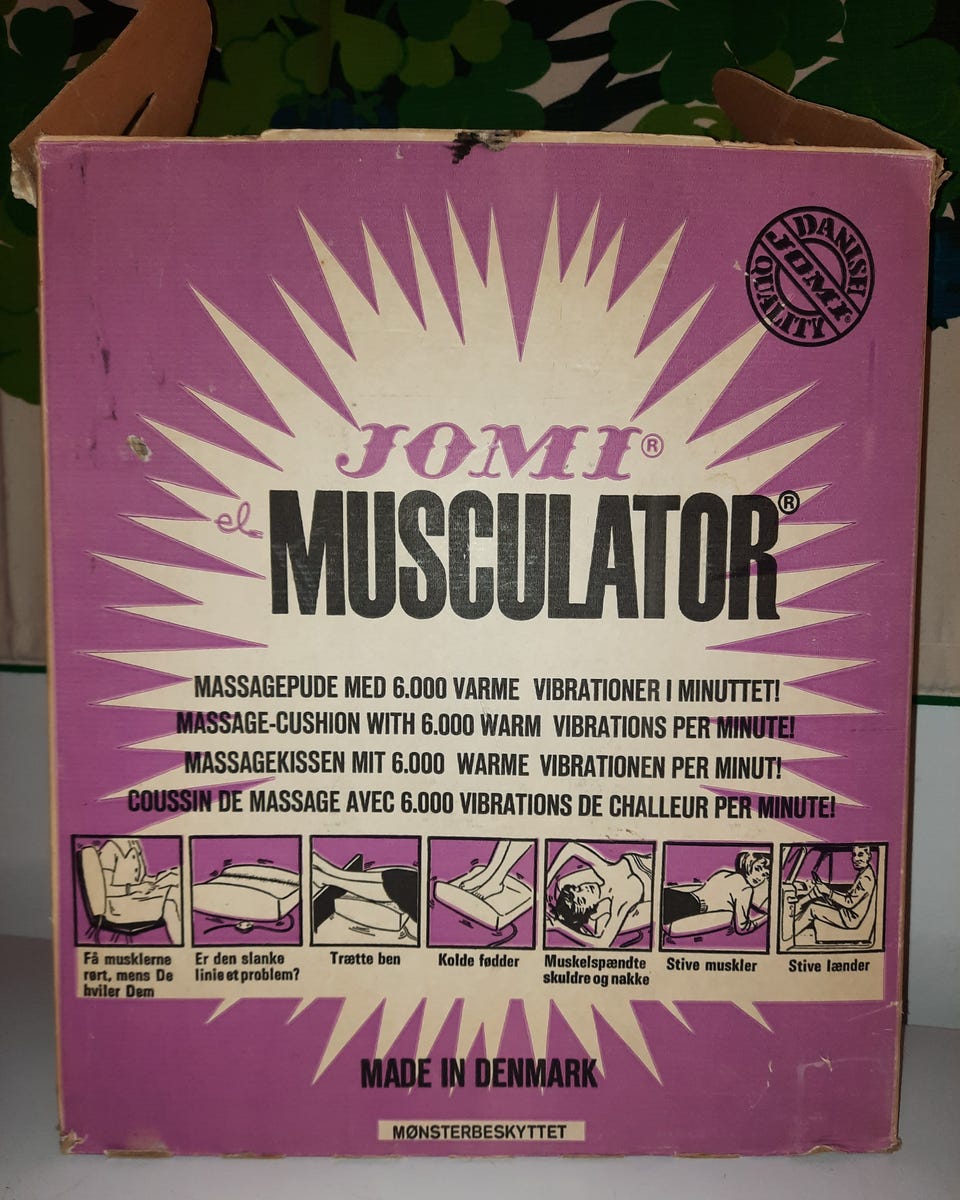 DANISH
JOMI®
QUALITY
JOMI®
el
MUSCULATOR®
MASSAGEPUDE MED 6.000 VARME VIBRATIONER I MINUTTET!
MASSAGE-CUSHION WITH 6.000 WARM VIBRATIONS PER MINUTE!
MASSAGEKISSEN MIT 6.000 WARME VIBRATIONEN PER MINUT!
COUSSIN DE MASSAGE AVEC 6.000 VIBRATIONS DE CHALLEUR PER MINUTE!
Få musklerne
rørt, mens De
hviler Dem
Er den slanke
linie et problem?
Trætte ben
Kolde fødder
Muskelspændte
skuldre og nakke
Stive muskler
Stive lænder
MADE IN DENMARK
MØNSTERBESKYTTET